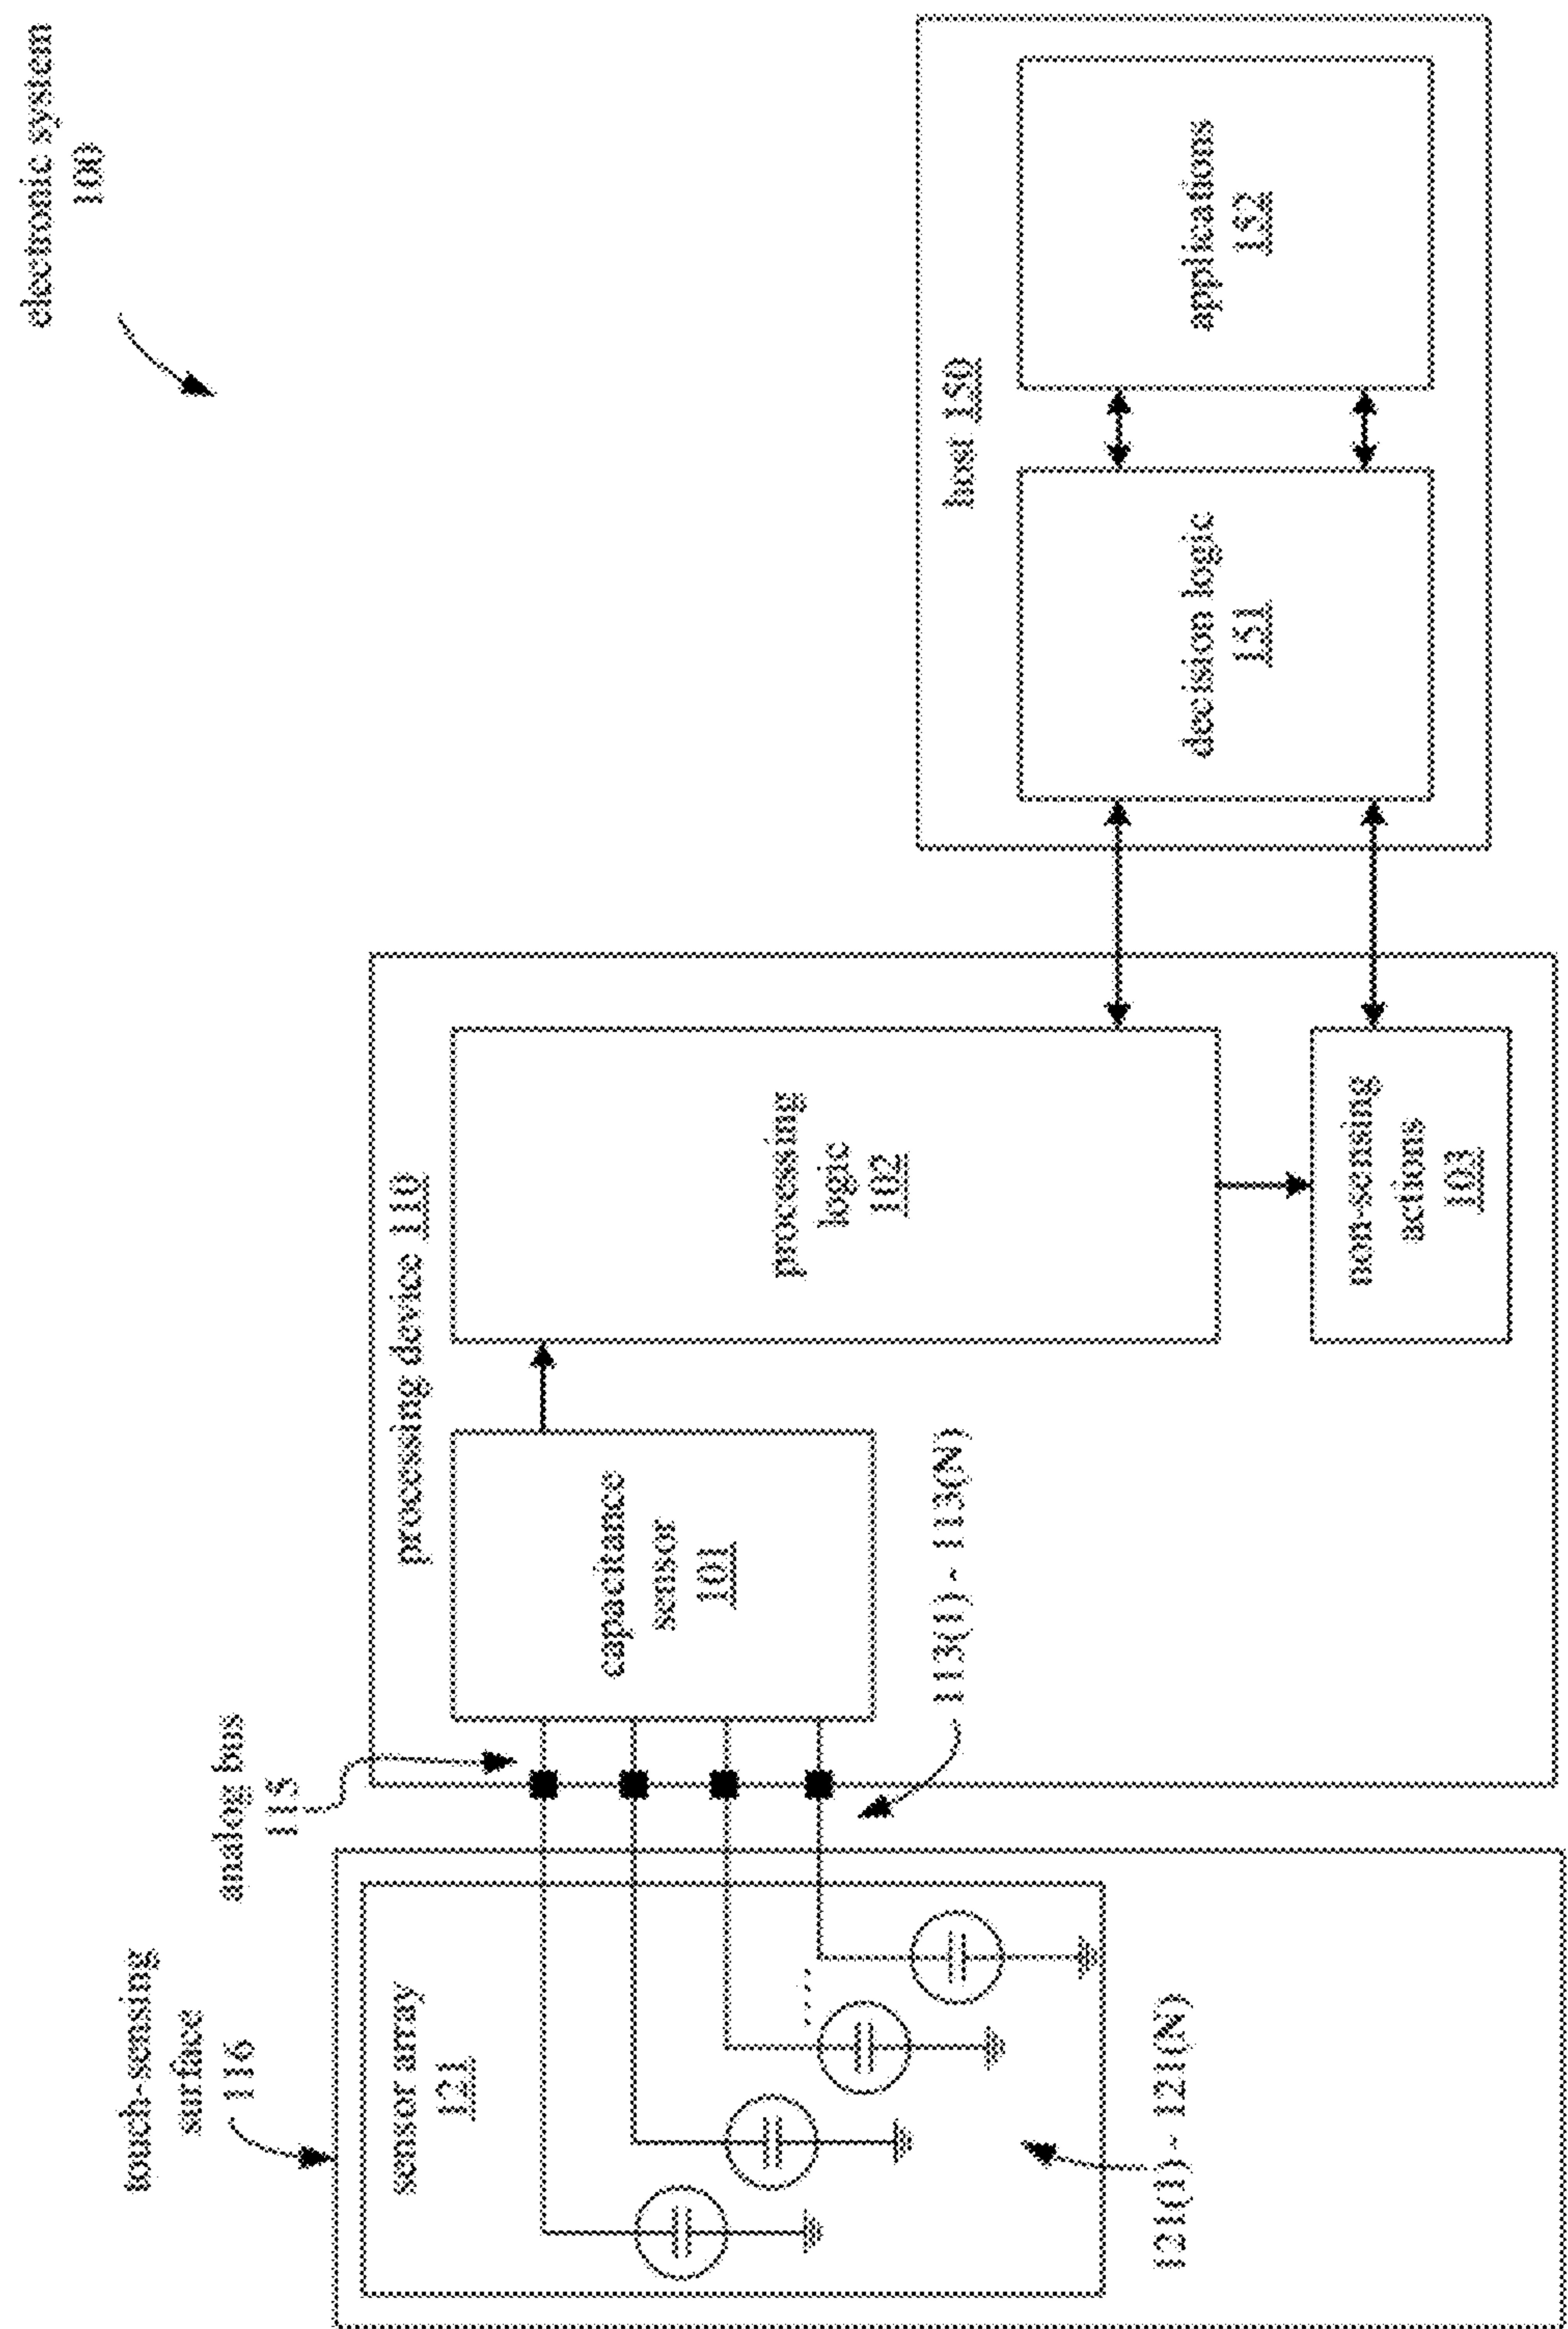 electronic system
100
touch-sensing
surface
116
analog bus
115
sensor array
121
121(1) - 121(N)
113(1) - 113(N)
processing device 110
capacitance
sensor
101
processing
logic
102
non-sensing
actions
103
host 150
decision logic
151
applications
152